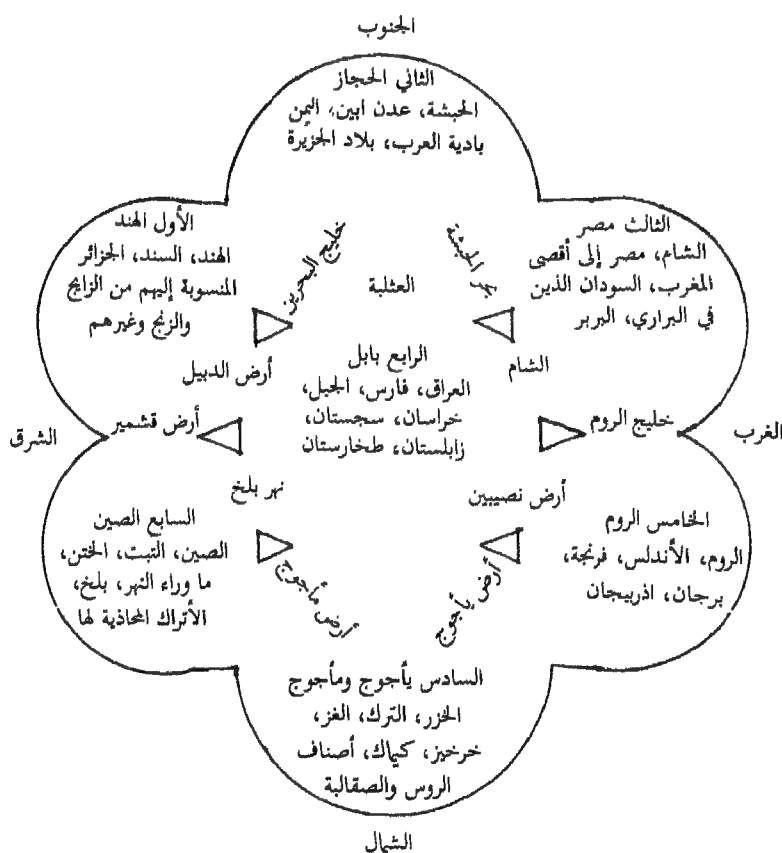 الجنوب
الثاني الحجاز
الحبشة، عدن ابين، اليمن
بادية العرب، بلاد الجزيرة
الثالث مصر
الشام، مصر إلى أقصى
المغرب، السودان الذين
في البراري، البربر
الأول الهند
الهند، السند، الجزائر
المنسوبة إليهم من الزابج
والزنج وغيرهم
بحر الحبشة
خليج البحرين
العثلبة
الشام
أرض الديبل
الرابع بابل
العراق، فارس، الجبل،
خراسان، سجستان،
زابلستان، طخارستان
الغرب
خليج الروم
أرض قشمير
الشرق
أرض نصيبين
نهر بلخ
الخامس الروم
الروم، الأندلس، فرنجة،
برجان، اذربيجان
السابع الصين
الصين، التبت، الختن،
ما وراء النهر، بلخ،
الأتراك المحاذية لها
أرض يأجوج
أرض مأجوج
السادس يأجوج ومأجوج
الخزر، الترك، الغز،
خرخيز، كيماك، أصناف
الروس والصقالبة
الشمال